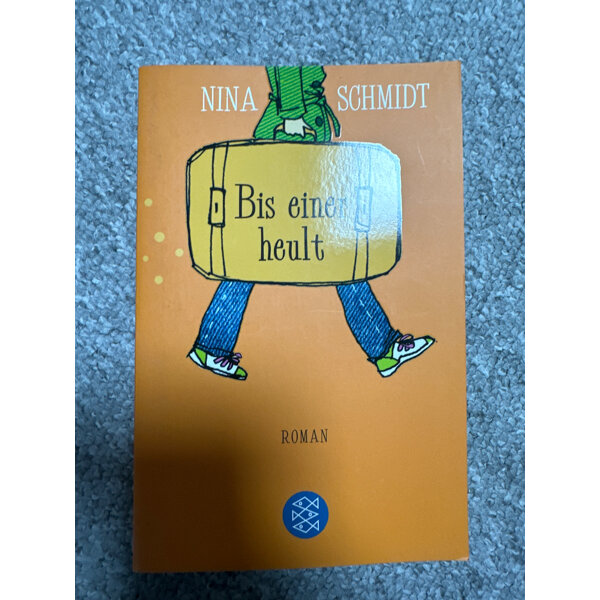 NINA SCHMIDT
Bis einer
heult
ROMAN